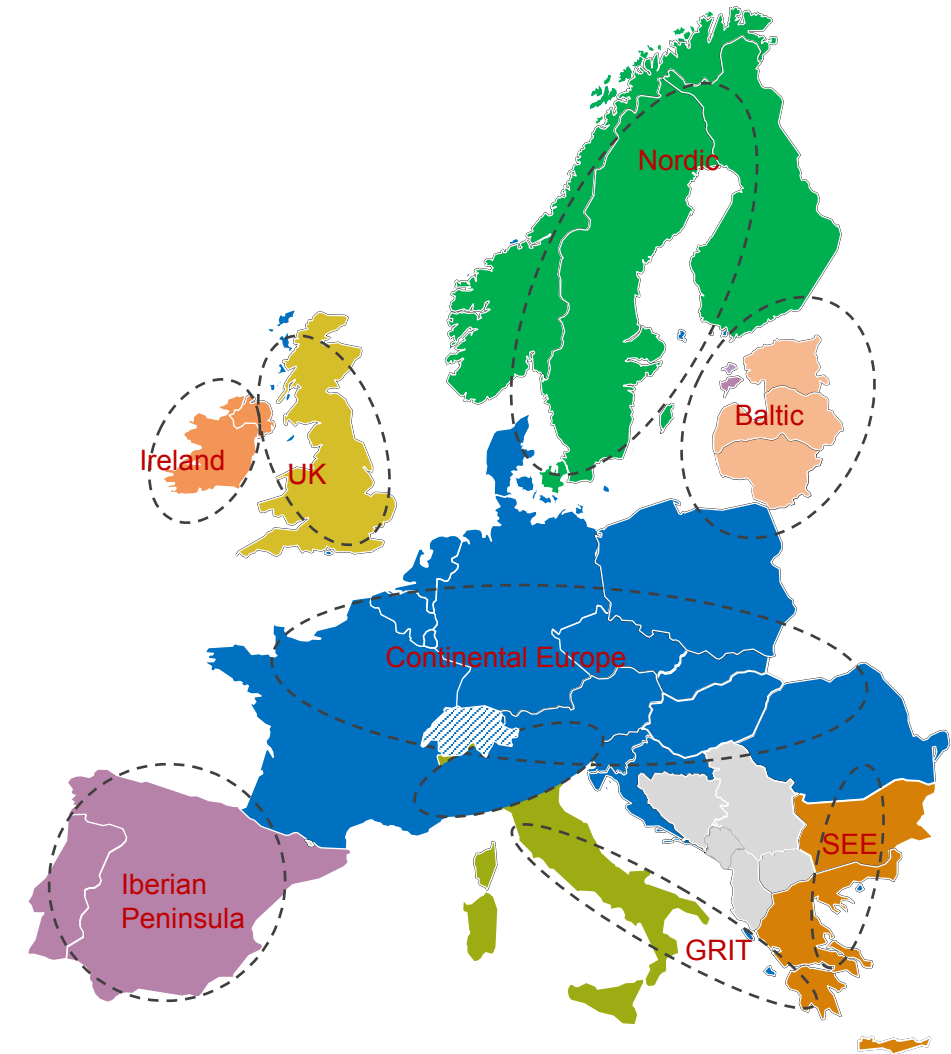 Nordic
Baltic
Ireland
UK
Continental Europe
SEE
Iberian
Peninsula
GRIT